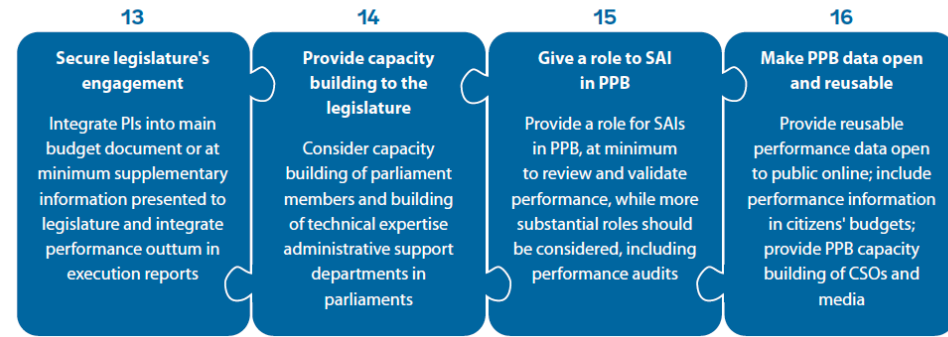 13
Secure legislature's
engagement
Integrate PIs into main
budget document or at
minimum supplementary
information presented to
legislature and integrate
performance outturn in
execution reports
14
Provide capacity
building to the
legislature
Consider capacity
building of parliament
members and building
of technical expertise
administrative support
departments in
parliaments
15
Give a role to SAI
in PPB
Provide a role for SAIs
in PPB, at minimum
to review and validate
performance, while more
substantial roles should
be considered, including
performance audits
16
Make PPB data open
and reusable
Provide reusable
performance data open
to public online; include
performance information
in citizens' budgets;
provide PPB capacity
building of CSOs and
media